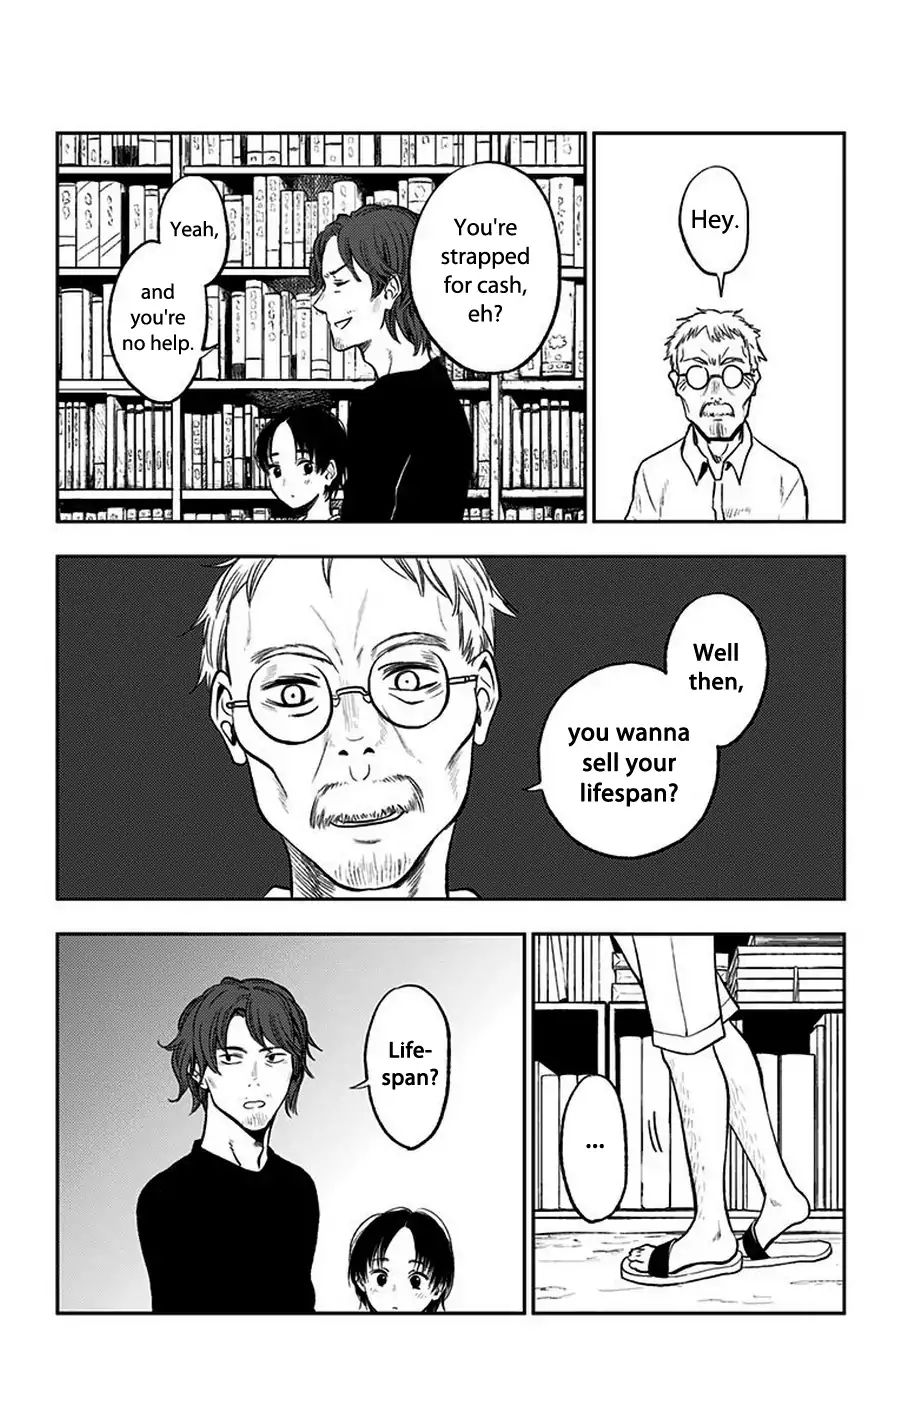 Hey.
You're
strapped
for cash,
eh?
Yeah,
and
you're
no help.
Well
then,
you wanna
sell your
lifespan?
...
Life-
span?